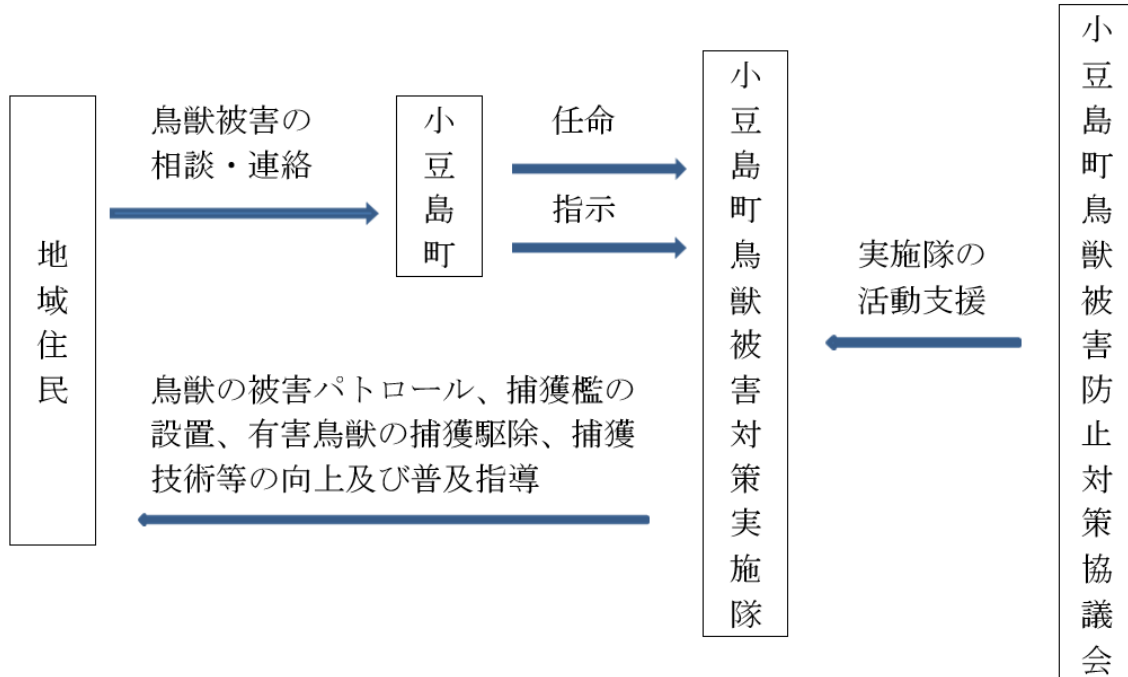 地域住民
鳥獣被害の
相談・連絡
小豆島町
任命
指示
小豆島町鳥獣被害対策実施隊
実施隊の
活動支援
小豆島町鳥獣被害防止対策協議会
鳥獣の被害パトロール、捕獲檻の
設置、有害鳥獣の捕獲駆除、捕獲
技術等の向上及び普及指導